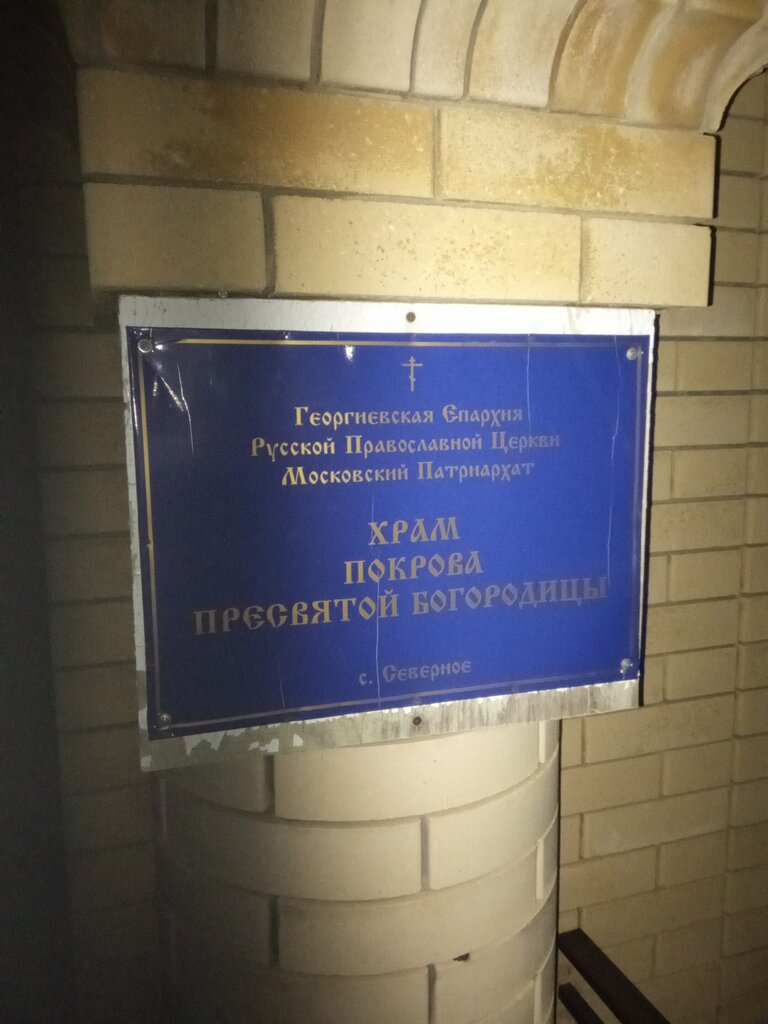 Георгиевская Епархия
Русской Православной Церкви
Московский Патриархат
ХРАМ
ПОКРОВА
ПРЕСВЯТОЙ БОГОРОДИЦЫ
с. Северное